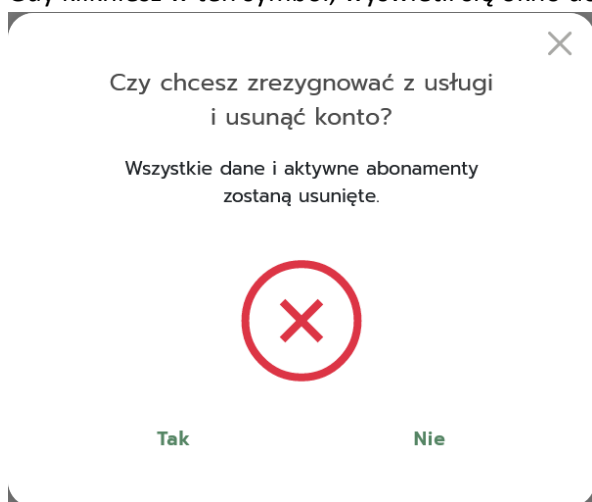 Czy chcesz zrezygnować z usługi
i usunąć konto?
Wszystkie dane i aktywne abonamenty
zostaną usunięte.
Tak Nie